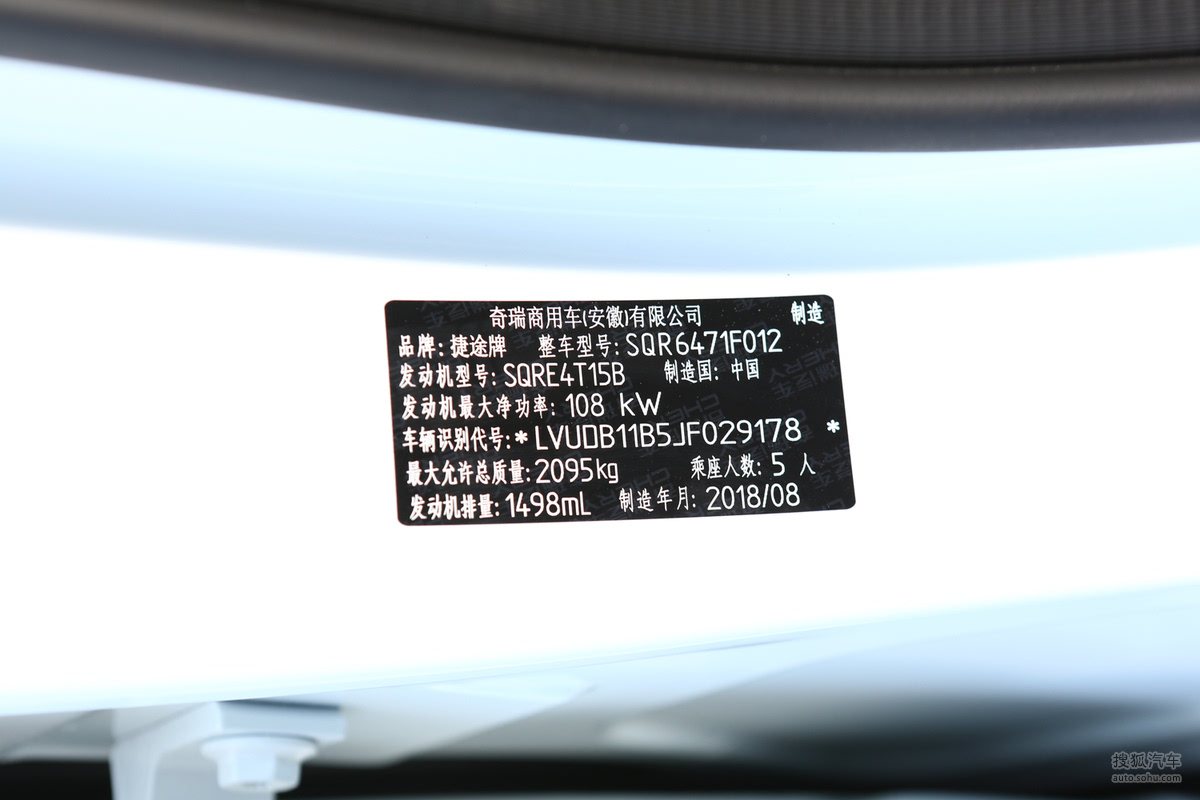 奇瑞商用车(安徽)有限公司 制造
品牌: 捷途牌 整车型号: SQR6471F012
发动机型号: SQRE4T15B 制造国: 中国
发动机最大净功率: 108 kW
车辆识别代号: *LVUDB11B5JF029178 *
最大允许总质量: 2095kg 乘座人数: 5 人
发动机排量: 1498mL 制造年月: 2018/08
搜狐汽车
auto.sohu.com